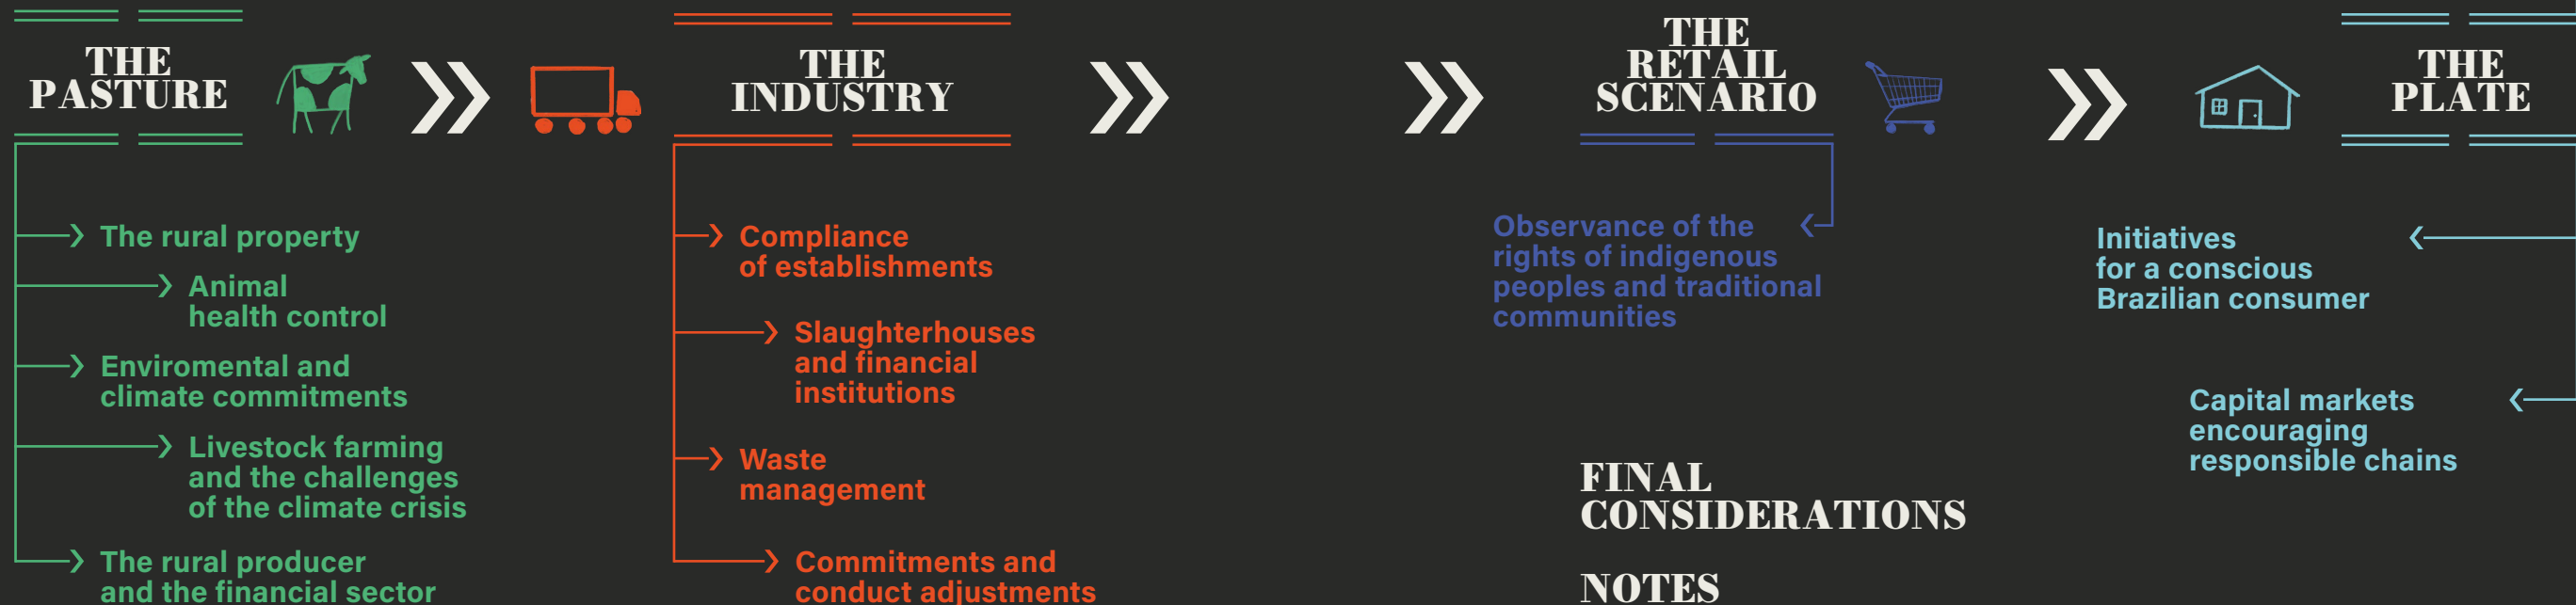 THE
PASTURE
The rural property
Animal
health control
Enviromental and
climate commitments
Livestock farming
and the challenges
of the climate crisis
The rural producer
and the financial sector
THE
INDUSTRY
Compliance
of establishments
Slaughterhouses
and financial
institutions
Waste
management
Commitments and
conduct adjustments
THE
RETAIL
SCENARIO
Observance of the
rights of indigenous
peoples and traditional
communities
FINAL
CONSIDERATIONS
NOTES
THE
PLATE
Initiatives
for a conscious
Brazilian consumer
Capital markets
encouraging
responsible chains